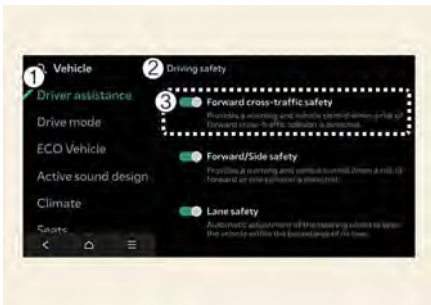 Vehicle
1
2 Driving safety
Driver assistance
3 Forward cross-traffic safety
Provides a warning and vehicle control when a risk of
forward cross-traffic collision is detected.
Drive mode
ECO Vehicle
Forward/Side safety
Provides a warning and vehicle control when a risk of
forward or side collision is detected.
Active sound design
Climate
Lane safety
Automatic adjustment of the steering wheel to keep
the vehicle within the boundaries of its lane.
Seats